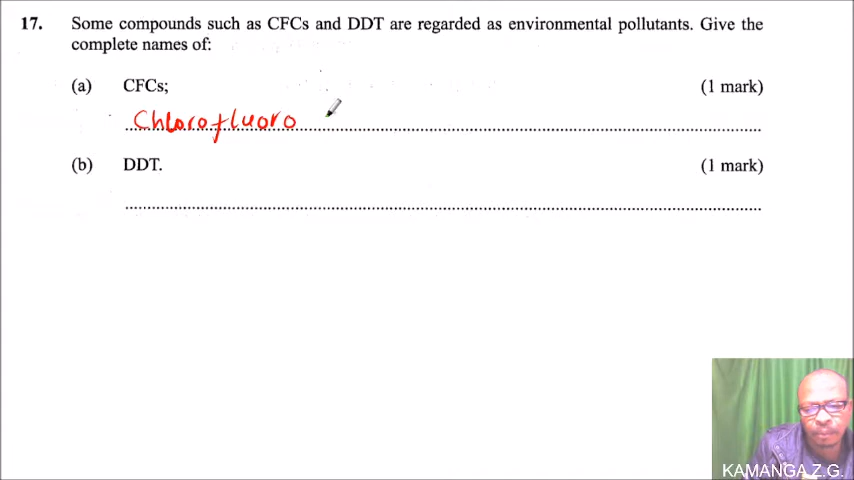 17. Some compounds such as CFCs and DDT are regarded as environmental pollutants. Give the
complete names of:
(a) CFCs; (1 mark)
Chlorofluoro
(b) DDT. (1 mark)
KAMANGA Z.G.